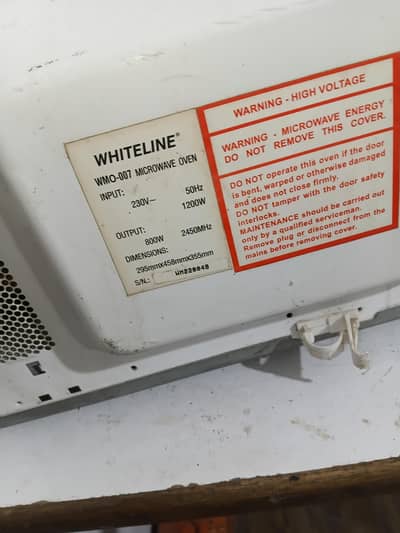 WHITELINE®
WMO-007 MICROWAVE OVEN
INPUT:
230V~ 50Hz
1200W
OUTPUT:
800W 2450MHz
DIMENSIONS:
295mmx458mmx355mm
S/N.:
WARNING - HIGH VOLTAGE
WARNING - MICROWAVE ENERGY
DO NOT REMOVE THIS COVER.
DO NOT operate this oven if the door
is bent, warped or otherwise damaged
and does not close firmly.
DO NOT tamper with the door safety
interlocks.
MAINTENANCE should be carried out
only by a qualified serviceman.
Remove plug or disconnect from the
mains before removing cover.